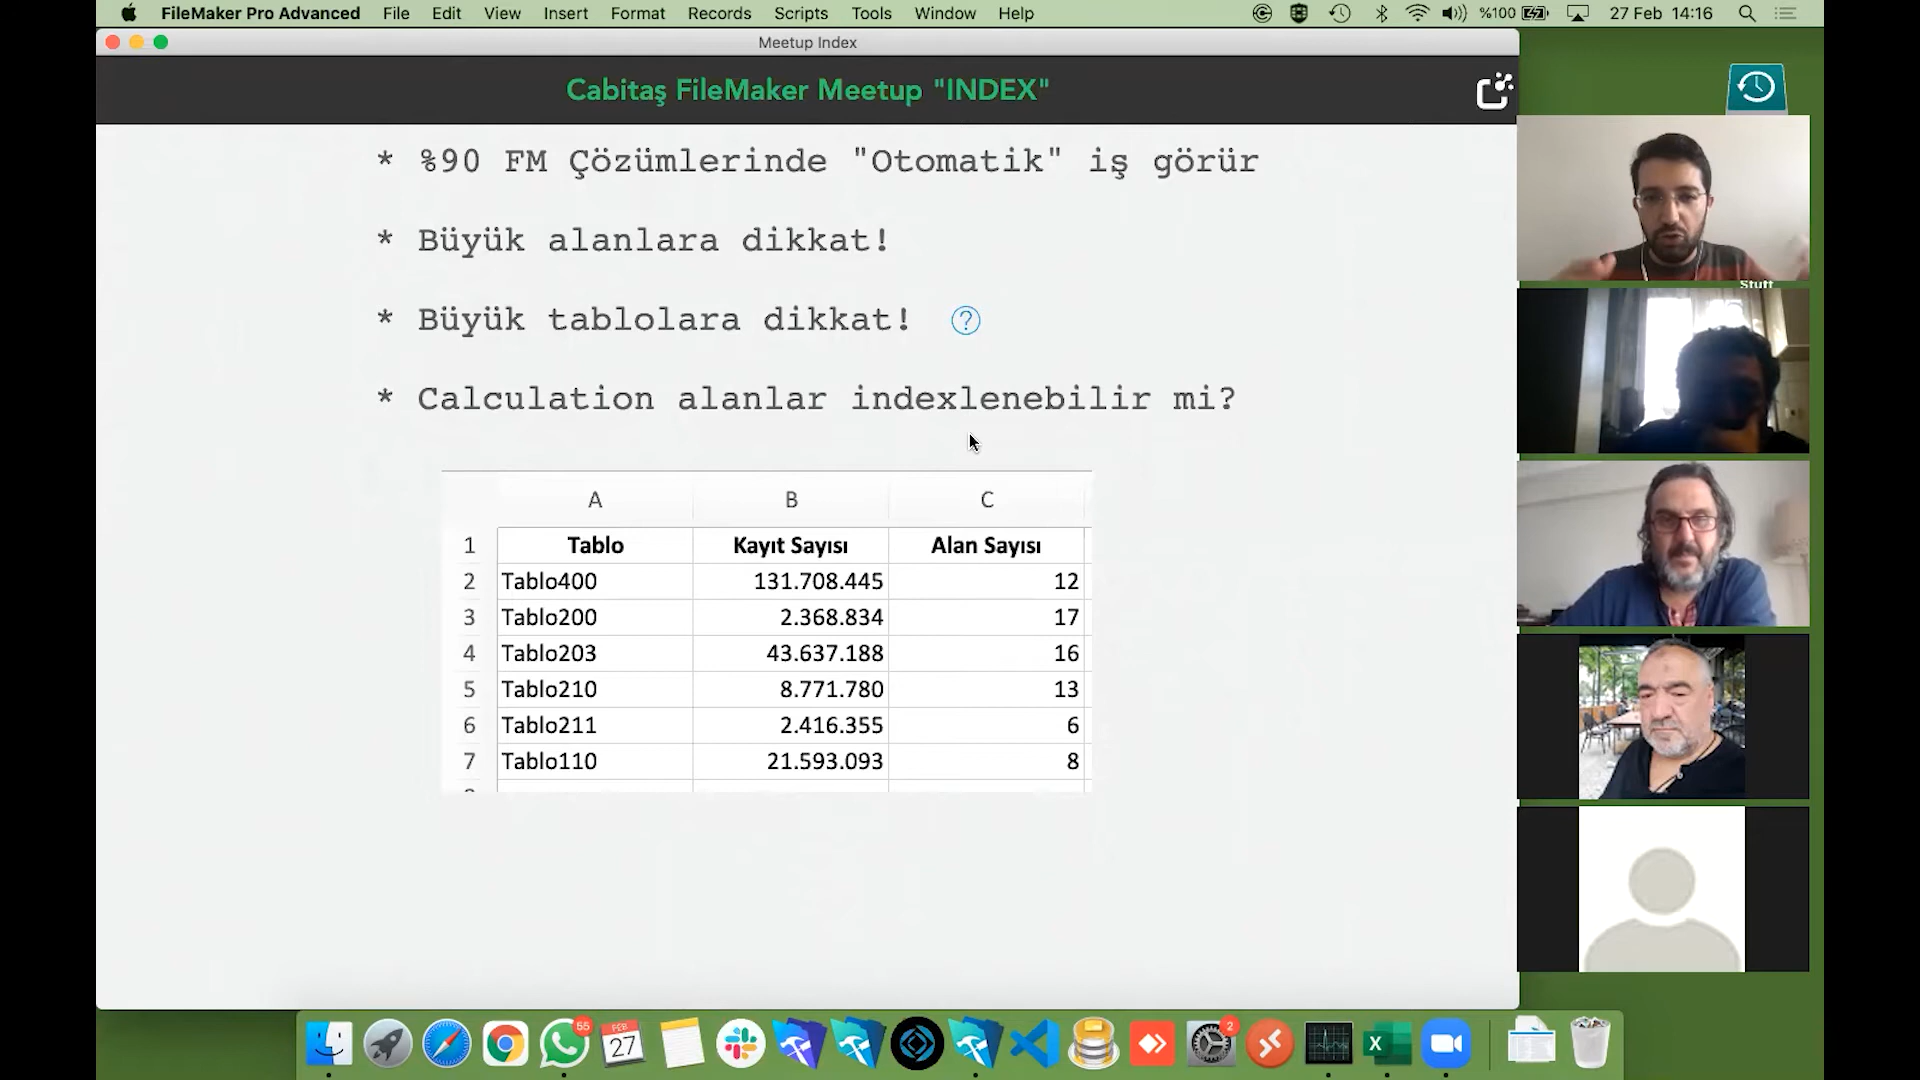 FileMaker Pro Advanced File Edit View Insert Format Records Scripts Tools Window Help %100 27 Feb 14:16
Meetup Index
Cabitaş FileMaker Meetup "INDEX"
* %90 FM Çözümlerinde "Otomatik" iş görür
* Büyük alanlara dikkat!
* Büyük tablolara dikkat! ?
* Calculation alanlar indexlenebilir mi?
A B C
1 Tablo Kayıt Sayısı Alan Sayısı
2 Tablo400 131.708.445 12
3 Tablo200 2.368.834 17
4 Tablo203 43.637.188 16
5 Tablo210 8.771.780 13
6 Tablo211 2.416.355 6
7 Tablo110 21.593.093 8
Stuff
55
FEB
27
2
X